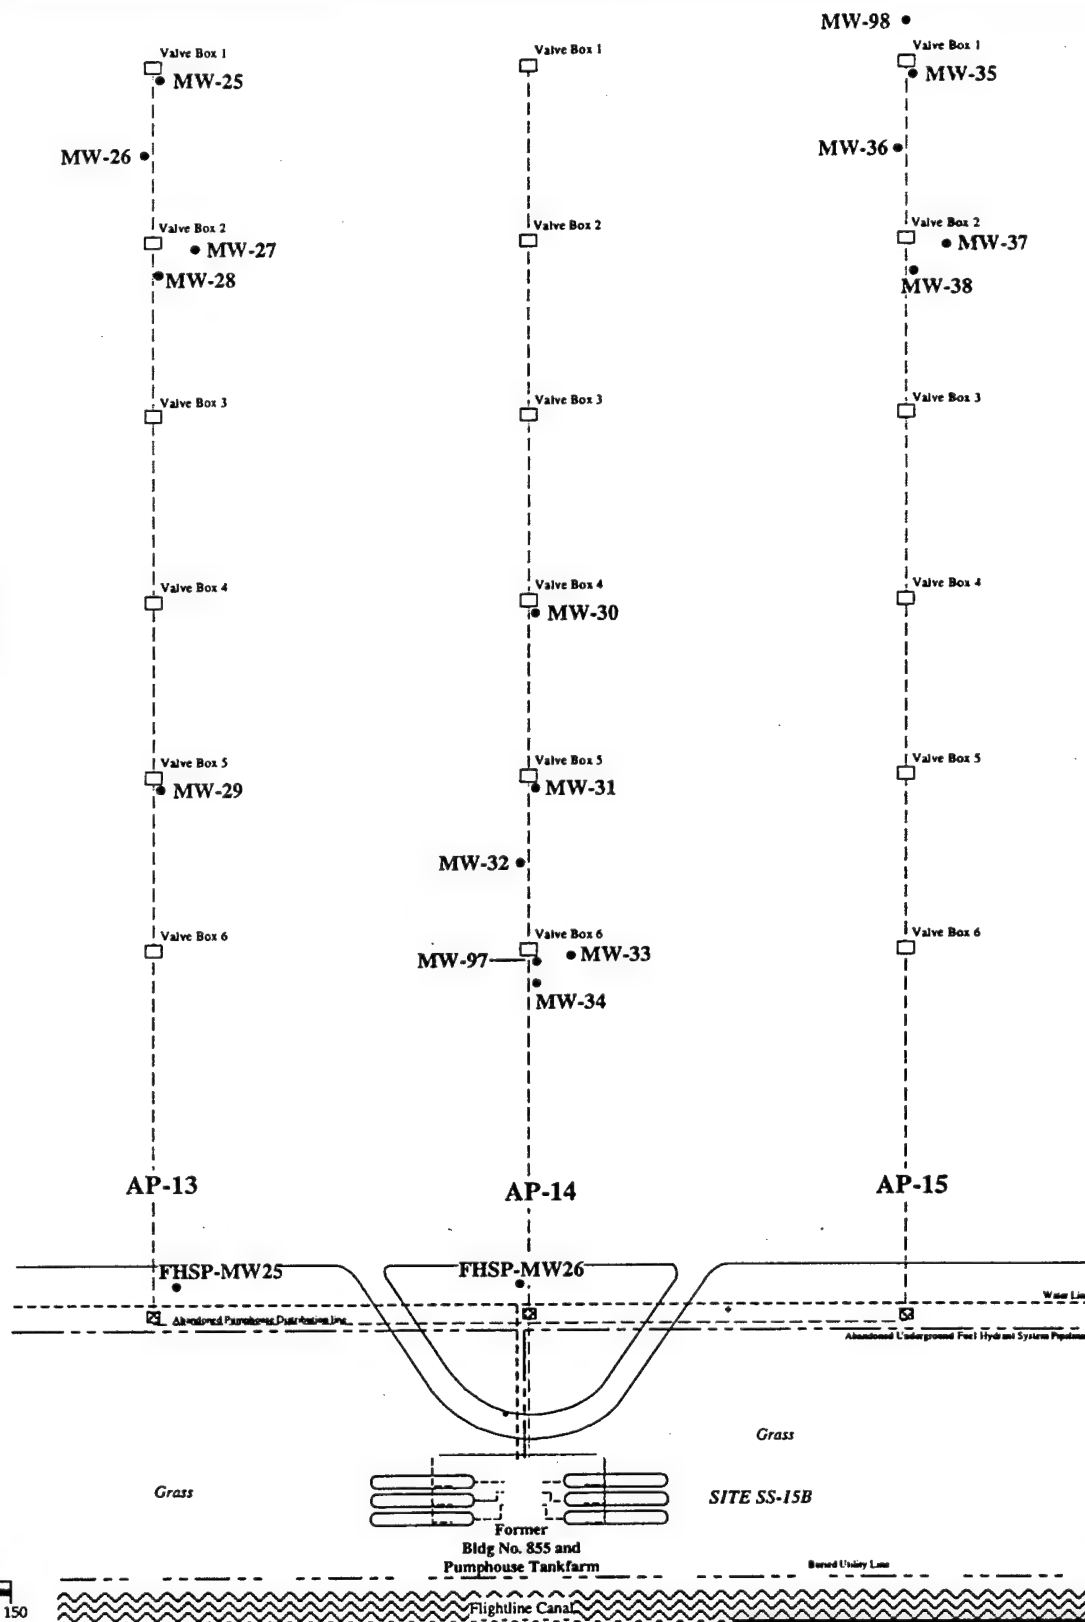 MW-98
Valve Box 1
Valve Box 1
Valve Box 1
MW-25
MW-35
MW-26
MW-36
Valve Box 2
Valve Box 2
Valve Box 2
MW-27
MW-37
MW-28
MW-38
Valve Box 3
Valve Box 3
Valve Box 3
Valve Box 4
Valve Box 4
Valve Box 4
MW-30
Valve Box 5
Valve Box 5
Valve Box 5
MW-29
MW-31
MW-32
Valve Box 6
Valve Box 6
Valve Box 6
MW-97
MW-33
MW-34
AP-13
AP-14
AP-15
FHSP-MW25
FHSP-MW26
Water Line
Abandoned Pumphouse Distribution line
Abandoned Underground Fuel Hydrant System Pipeline
Grass
Grass
SITE SS-15B
Former
Bldg No. 855 and
Pumphouse Tankfarm
Buried Utility Line
150
Flightline Canal